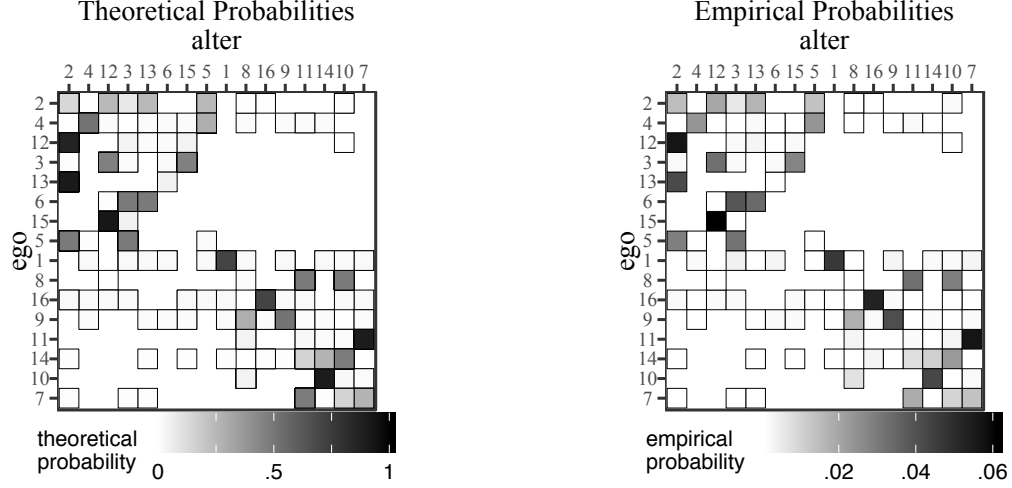 Theoretical Probabilities
alter
2 4 12 3 13 6 15 5 1 8 16 9 11 14 10 7
ego
2
4
12
3
13
6
15
5
1
8
16
9
11
14
10
7
theoretical
probability
0 .5 1
Empirical Probabilities
alter
2 4 12 3 13 6 15 5 1 8 16 9 11 14 10 7
ego
2
4
12
3
13
6
15
5
1
8
16
9
11
14
10
7
empirical
probability
.02 .04 .06